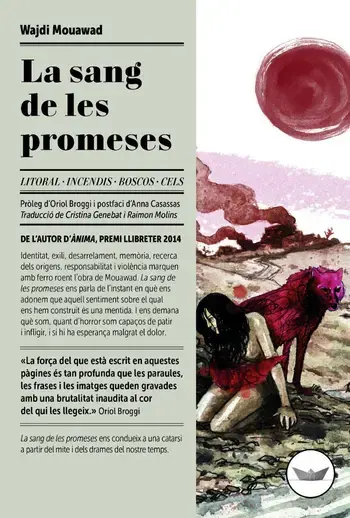 Wajdi Mouawad
La sang
de les
promeses
LITORAL · INCENDIS · BOSCOS · CELS
Pròleg d'Oriol Broggi i postfaci d'Anna Casassas
Traducció de Cristina Genebat i Raimon Molins
DE L'AUTOR D'ÀNIMA, PREMI LLIBRETER 2014
Identitat, exili, desarrelament, memòria, recerca
dels orígens, responsabilitat i violència marquen
amb ferro roent l'obra de Mouawad. La sang de
les promeses ens parla de l'instant en què ens
adonem que aquell sentiment sobre el qual
ens hem construït és una mentida. I ens demana
què som, quant d'horror som capaços de patir
i infligir, i si hi ha esperança malgrat el dolor.
«La força del que està escrit en aquestes
pàgines és tan profunda que les paraules,
les frases i les imatges queden gravades
amb una brutalitat inaudita al cor
del qui les llegeix.» Oriol Broggi
La sang de les promeses ens condueix a una catarsi
a partir del mite i dels drames del nostre temps.